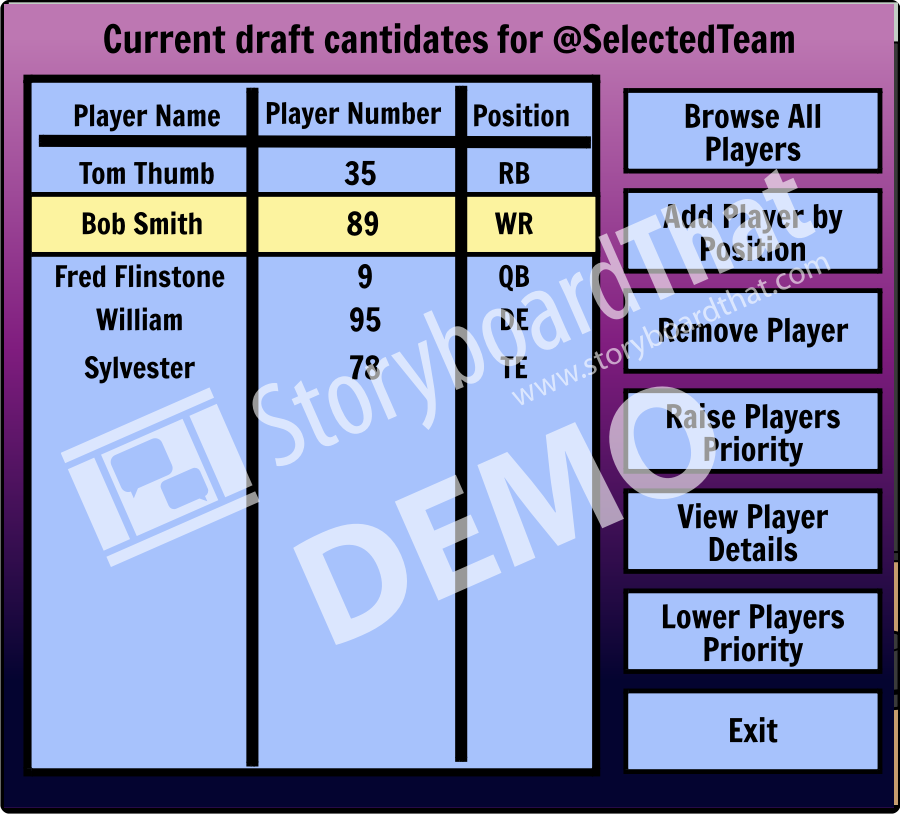 Current draft cantidates for @SelectedTeam
Player Name Player Number Position
Tom Thumb 35 RB
Bob Smith 89 WR
Fred Flinstone 9 QB
William 95 DE
Sylvester 78 TE
Browse All
Players
Add Player by
Position
Remove Player
Raise Players
Priority
View Player
Details
Lower Players
Priority
Exit
StoryboardThat
www.storyboardthat.com
DEMO